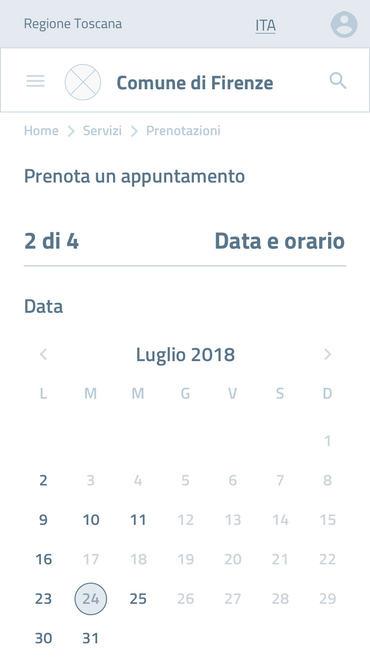 Regione Toscana ITA
Comune di Firenze
Home Servizi Prenotazioni
Prenota un appuntamento
2 di 4 Data e orario
Data
Luglio 2018
L M M G V S D
1
2 3 4 5 6 7 8
9 10 11 12 13 14 15
16 17 18 19 20 21 22
23 24 25 26 27 28 29
30 31